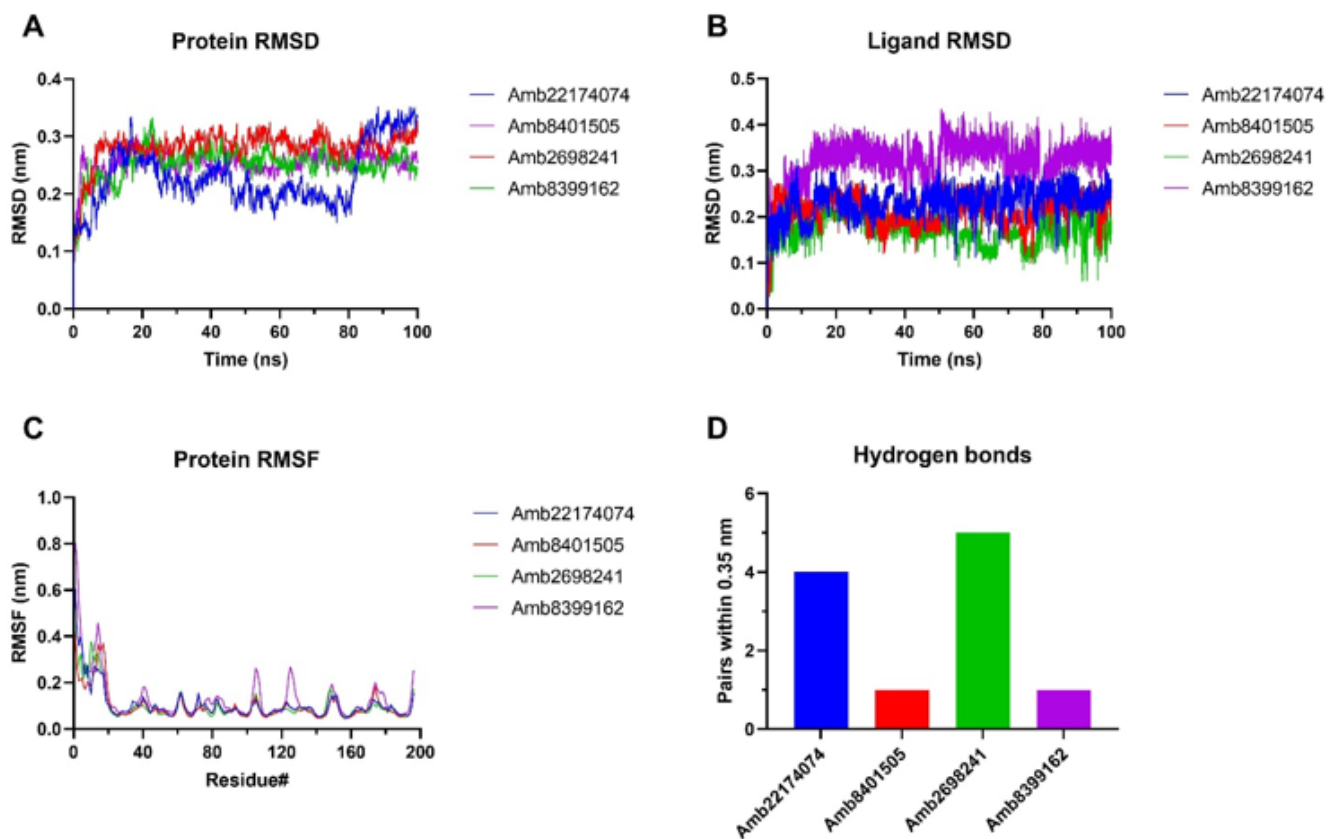 A
Protein RMSD
RMSD (nm)
0.4
0.3
0.2
0.1
0.0
0 20 40 60 80 100
Time (ns)
Amb22174074
Amb8401505
Amb2698241
Amb8399162
B
Ligand RMSD
RMSD (nm)
0.5
0.4
0.3
0.2
0.1
0.0
0 20 40 60 80 100
Time (ns)
Amb22174074
Amb8401505
Amb2698241
Amb8399162
C
Protein RMSF
RMSF (nm)
1.0
0.8
0.6
0.4
0.2
0.0
0 40 80 120 160 200
Residue#
Amb22174074
Amb8401505
Amb2698241
Amb8399162
D
Hydrogen bonds
Pairs within 0.35 nm
6
4
2
0
Amb22174074
Amb8401505
Amb2698241
Amb8399162